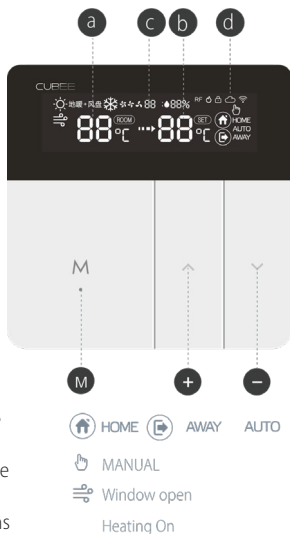 a c b d
CUBEE
地暖+风盘 88 88% RF
88 °C ROOM 88 °C SET HOME
AUTO
AWAY
M
M + −
HOME AWAY AUTO
MANUAL
e
Window open
as
Heating On